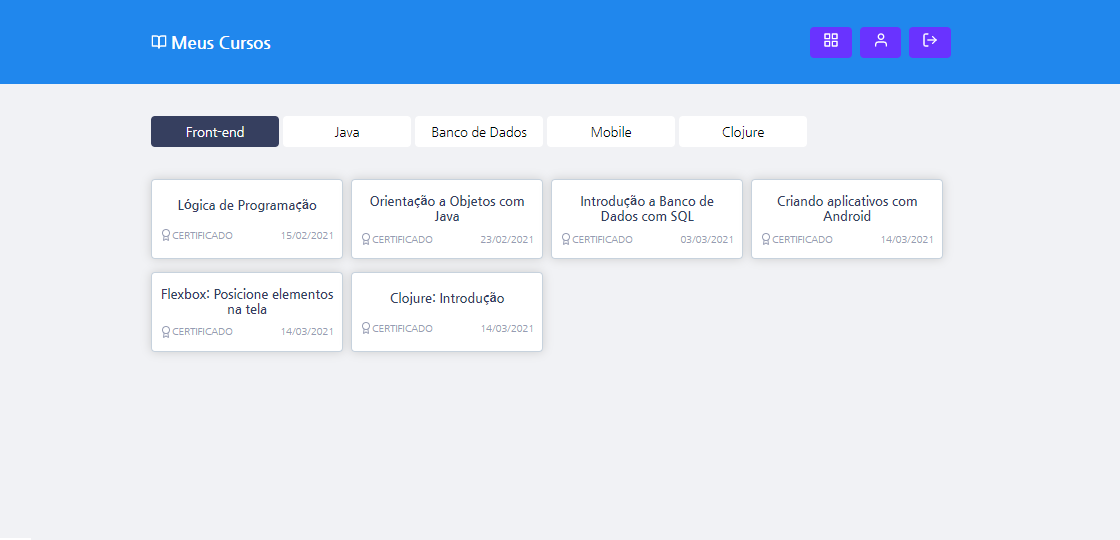 Meus Cursos
Front-end
Java
Banco de Dados
Mobile
Clojure
Lógica de Programação
CERTIFICADO 15/02/2021
Orientação a Objetos com
Java
CERTIFICADO 23/02/2021
Introdução a Banco de
Dados com SQL
CERTIFICADO 03/03/2021
Criando aplicativos com
Android
CERTIFICADO 14/03/2021
Flexbox: Posicione elementos
na tela
CERTIFICADO 14/03/2021
Clojure: Introdução
CERTIFICADO 14/03/2021